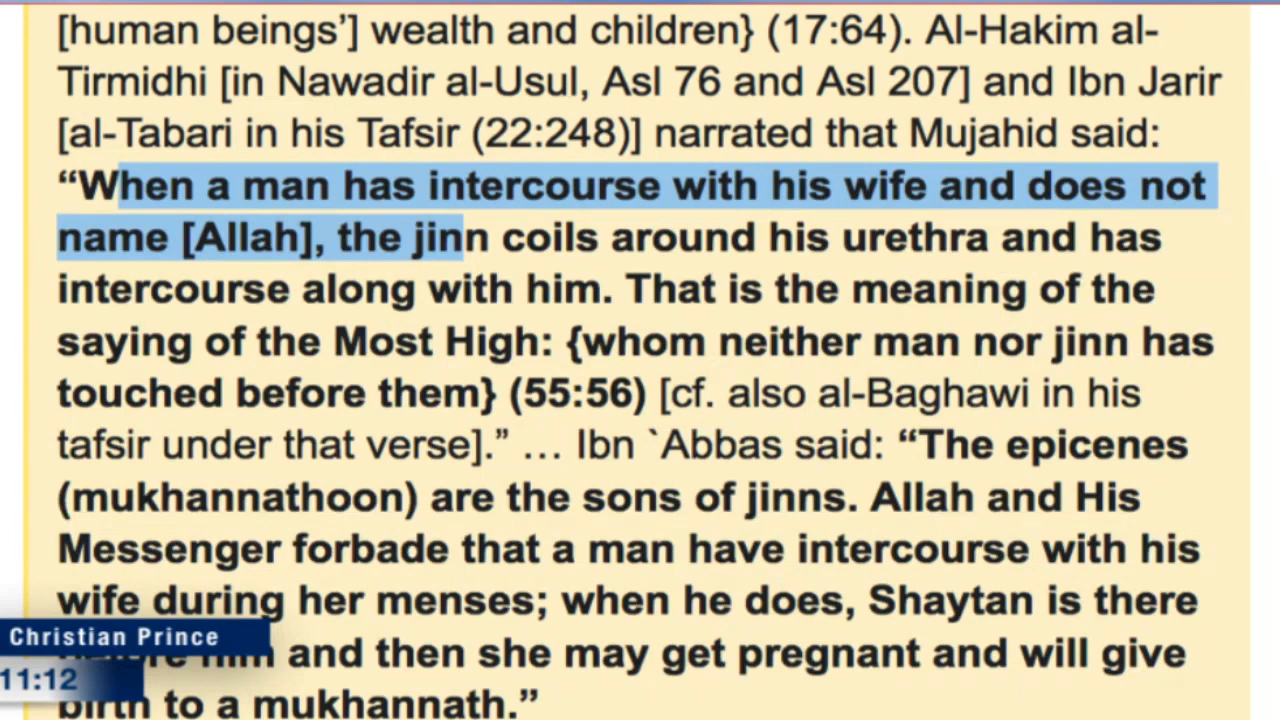 [human beings’] wealth and children} (17:64). Al-Hakim al-
Tirmidhi [in Nawadir al-Usul, Asl 76 and Asl 207] and Ibn Jarir
[al-Tabari in his Tafsir (22:248)] narrated that Mujahid said:
“When a man has intercourse with his wife and does not
name [Allah], the jinn coils around his urethra and has
intercourse along with him. That is the meaning of the
saying of the Most High: {whom neither man nor jinn has
touched before them} (55:56) [cf. also al-Baghawi in his
tafsir under that verse].” … Ibn `Abbas said: “The epicenes
(mukhannathoon) are the sons of jinns. Allah and His
Messenger forbade that a man have intercourse with his
wife during her menses; when he does, Shaytan is there
before him and then she may get pregnant and will give
birth to a mukhannath.”
Christian Prince
11:12